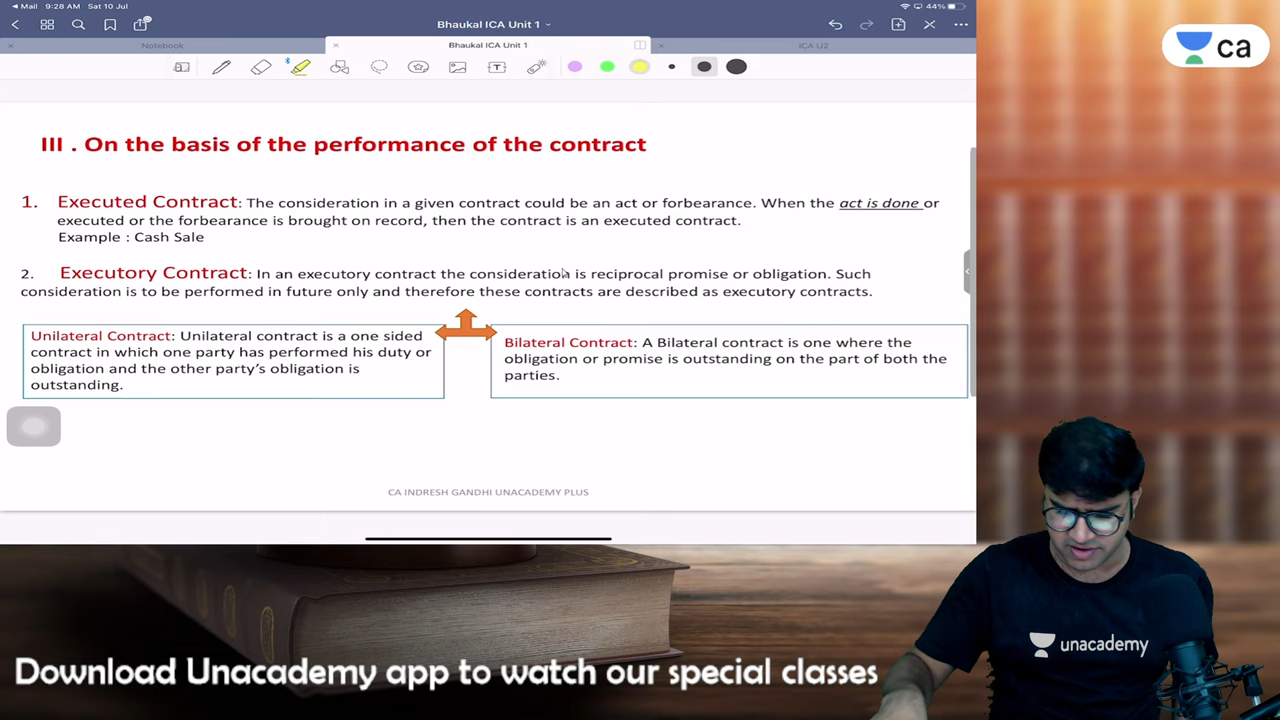 Mail 9:28 AM Sat 10 Jul
44%
Bhaukal ICA Unit 1
Notebook
Bhaukal ICA Unit 1
ICA U2
T
ca
III . On the basis of the performance of the contract
1. Executed Contract: The consideration in a given contract could be an act or forbearance. When the act is done or
executed or the forbearance is brought on record, then the contract is an executed contract.
Example : Cash Sale
2. Executory Contract: In an executory contract the consideration is reciprocal promise or obligation. Such
consideration is to be performed in future only and therefore these contracts are described as executory contracts.
Unilateral Contract: Unilateral contract is a one sided
contract in which one party has performed his duty or
obligation and the other party's obligation is
outstanding.
Bilateral Contract: A Bilateral contract is one where the
obligation or promise is outstanding on the part of both the
parties.
CA INDRESH GANDHI UNACADEMY PLUS
unacademy
Download Unacademy app to watch our special classes